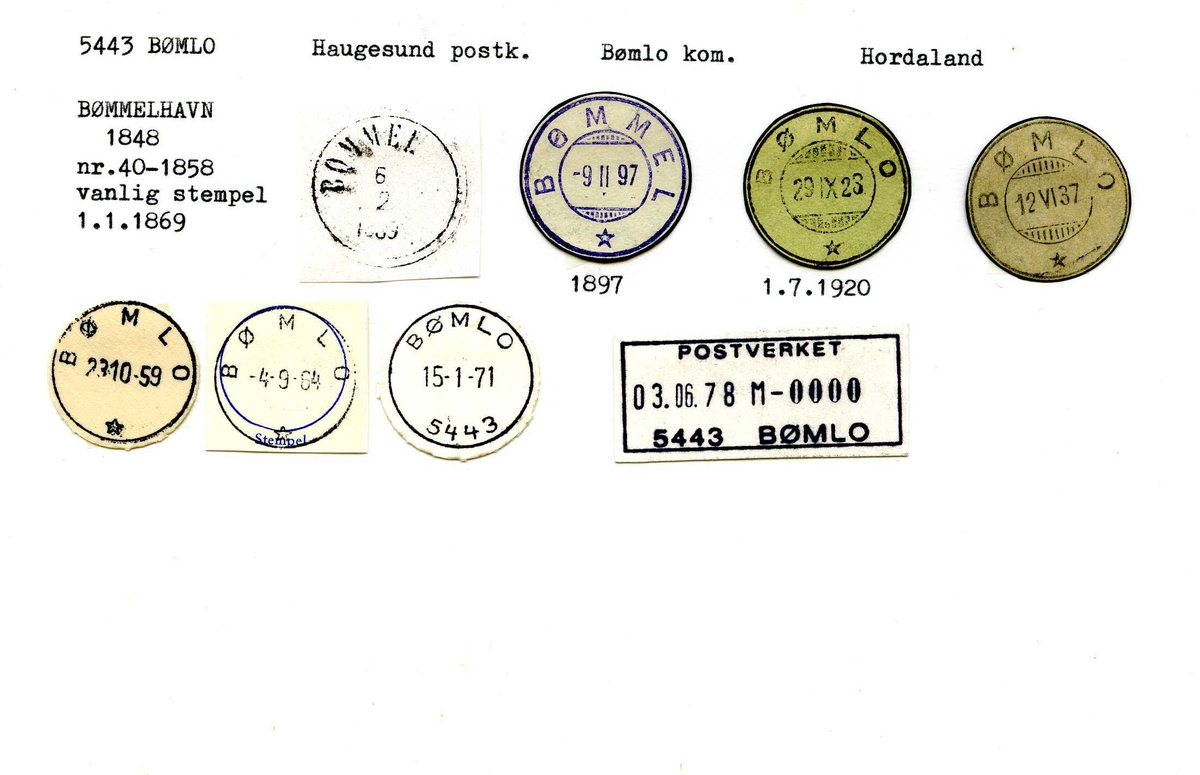 5443 BØMLO Haugesund postk. Bømlo kom. Hordaland
BØMMELHAVN
1848
nr.40-1858
vanlig stempel
1.1.1869
BOMMEL
6
2
BØMMEL
-9 II 97
1897
BØMLO
29 IX 23
1.7.1920
BØMLO
12 VI 37
BØMLO
23-10-59
BØMLO
-4-9-64
Stempel
BØMLO
15-1-71
5443
POSTVERKET
03.06.78 M-0000
5443 BØMLO